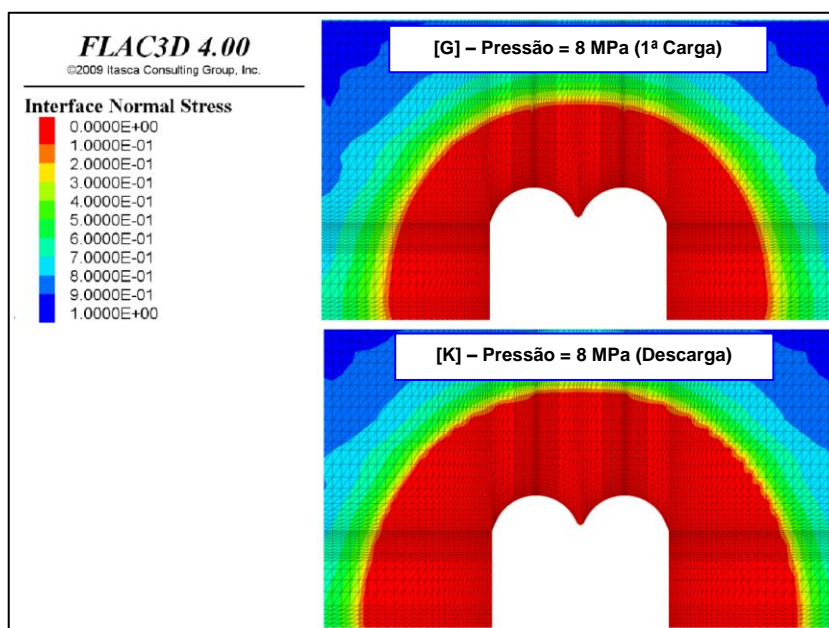 FLAC3D 4.00
©2009 Itasca Consulting Group, Inc.
Interface Normal Stress
0.0000E+00
1.0000E-01
2.0000E-01
3.0000E-01
4.0000E-01
5.0000E-01
6.0000E-01
7.0000E-01
8.0000E-01
9.0000E-01
1.0000E+00
[G] – Pressão = 8 MPa (1ª Carga)
[K] – Pressão = 8 MPa (Descarga)